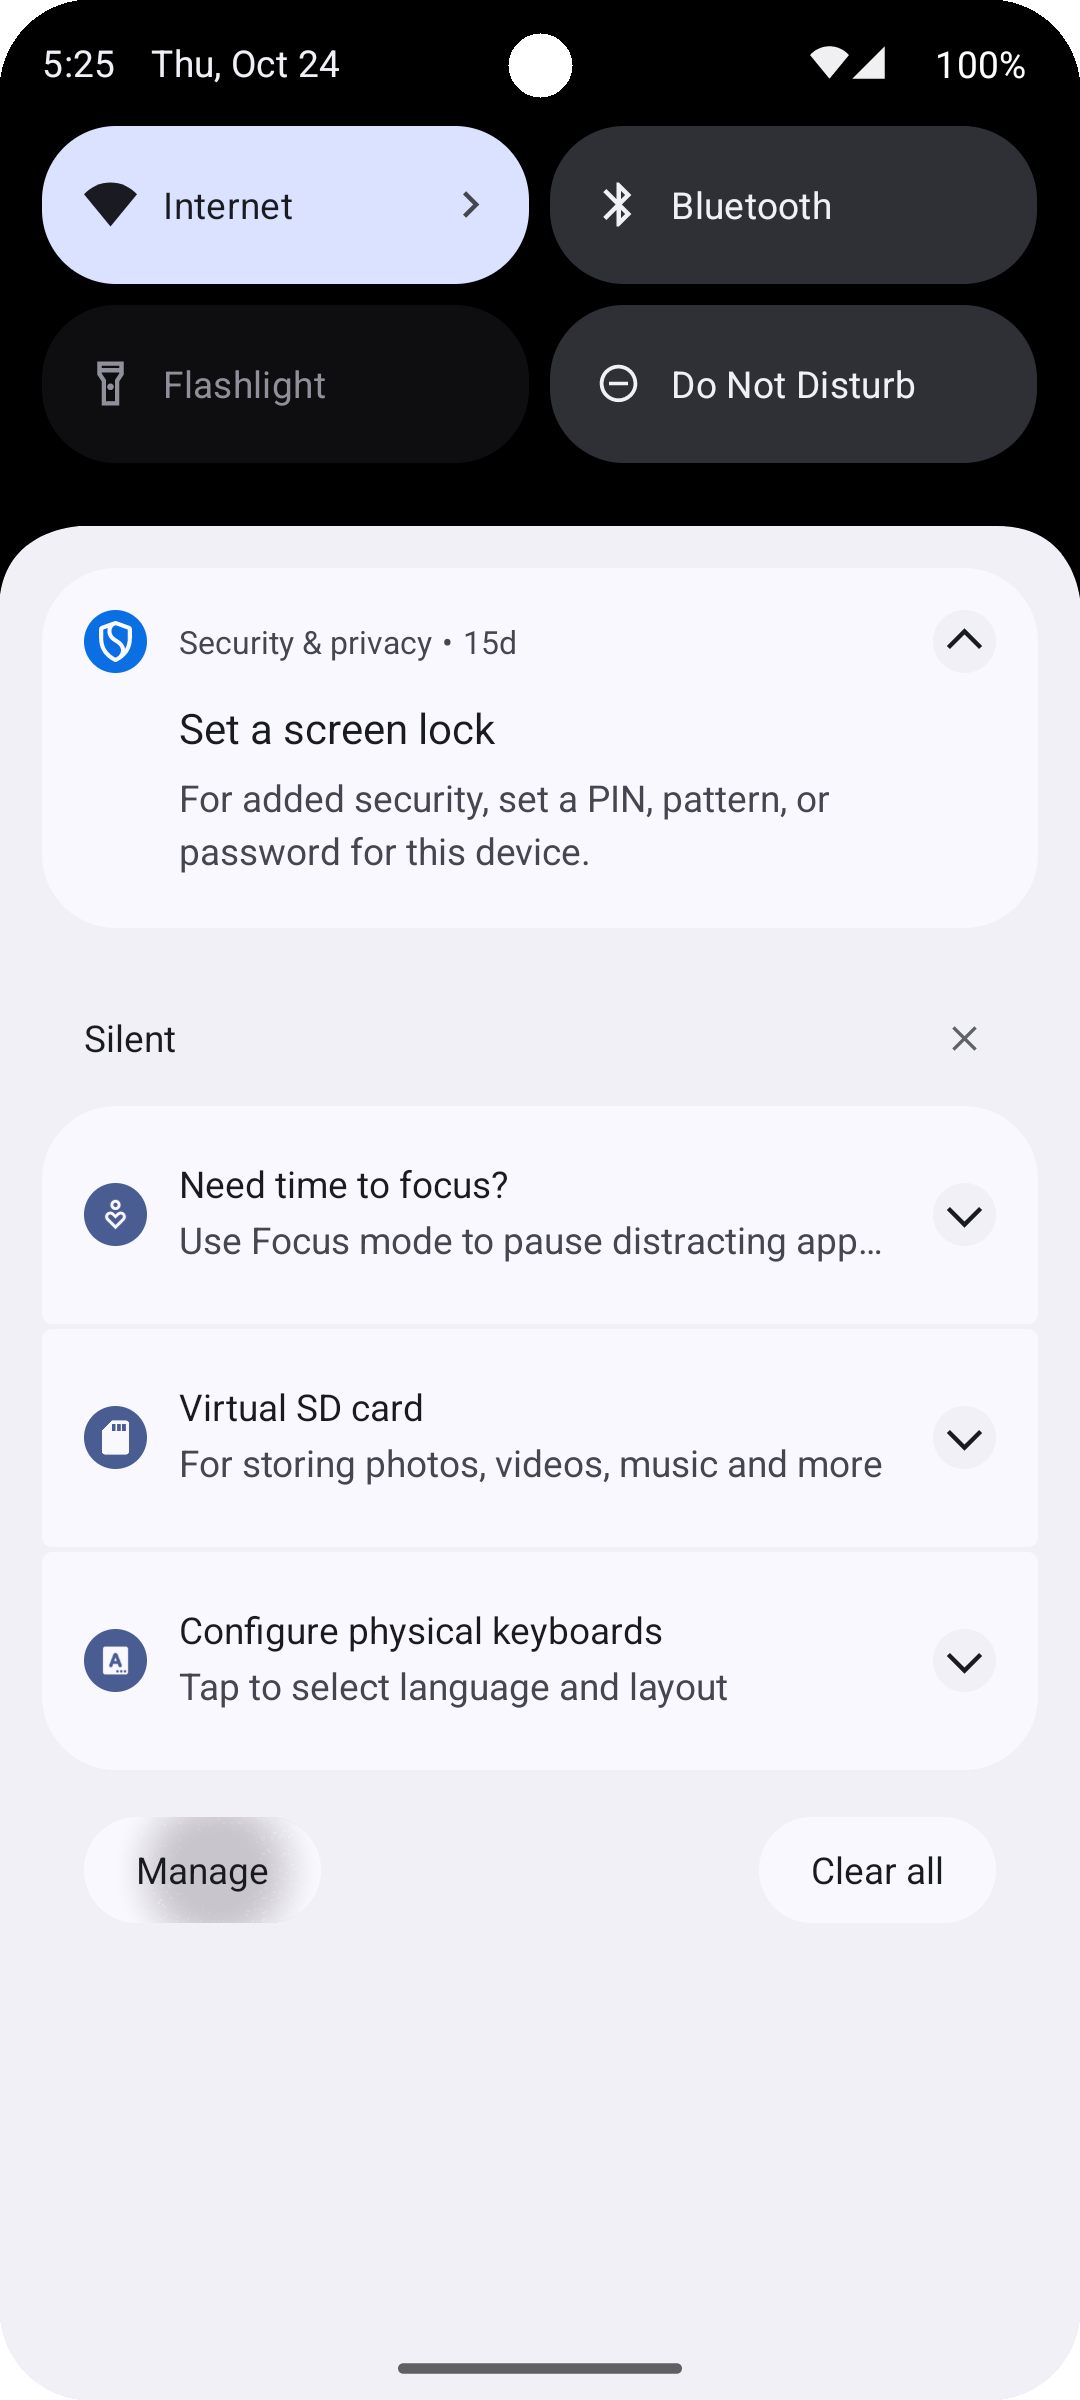 5:25 Thu, Oct 24 100%
Internet Bluetooth
Flashlight Do Not Disturb
Security & privacy • 15d
Set a screen lock
For added security, set a PIN, pattern, or
password for this device.
Silent
Need time to focus?
Use Focus mode to pause distracting app…
Virtual SD card
For storing photos, videos, music and more
Configure physical keyboards
Tap to select language and layout
Manage Clear all